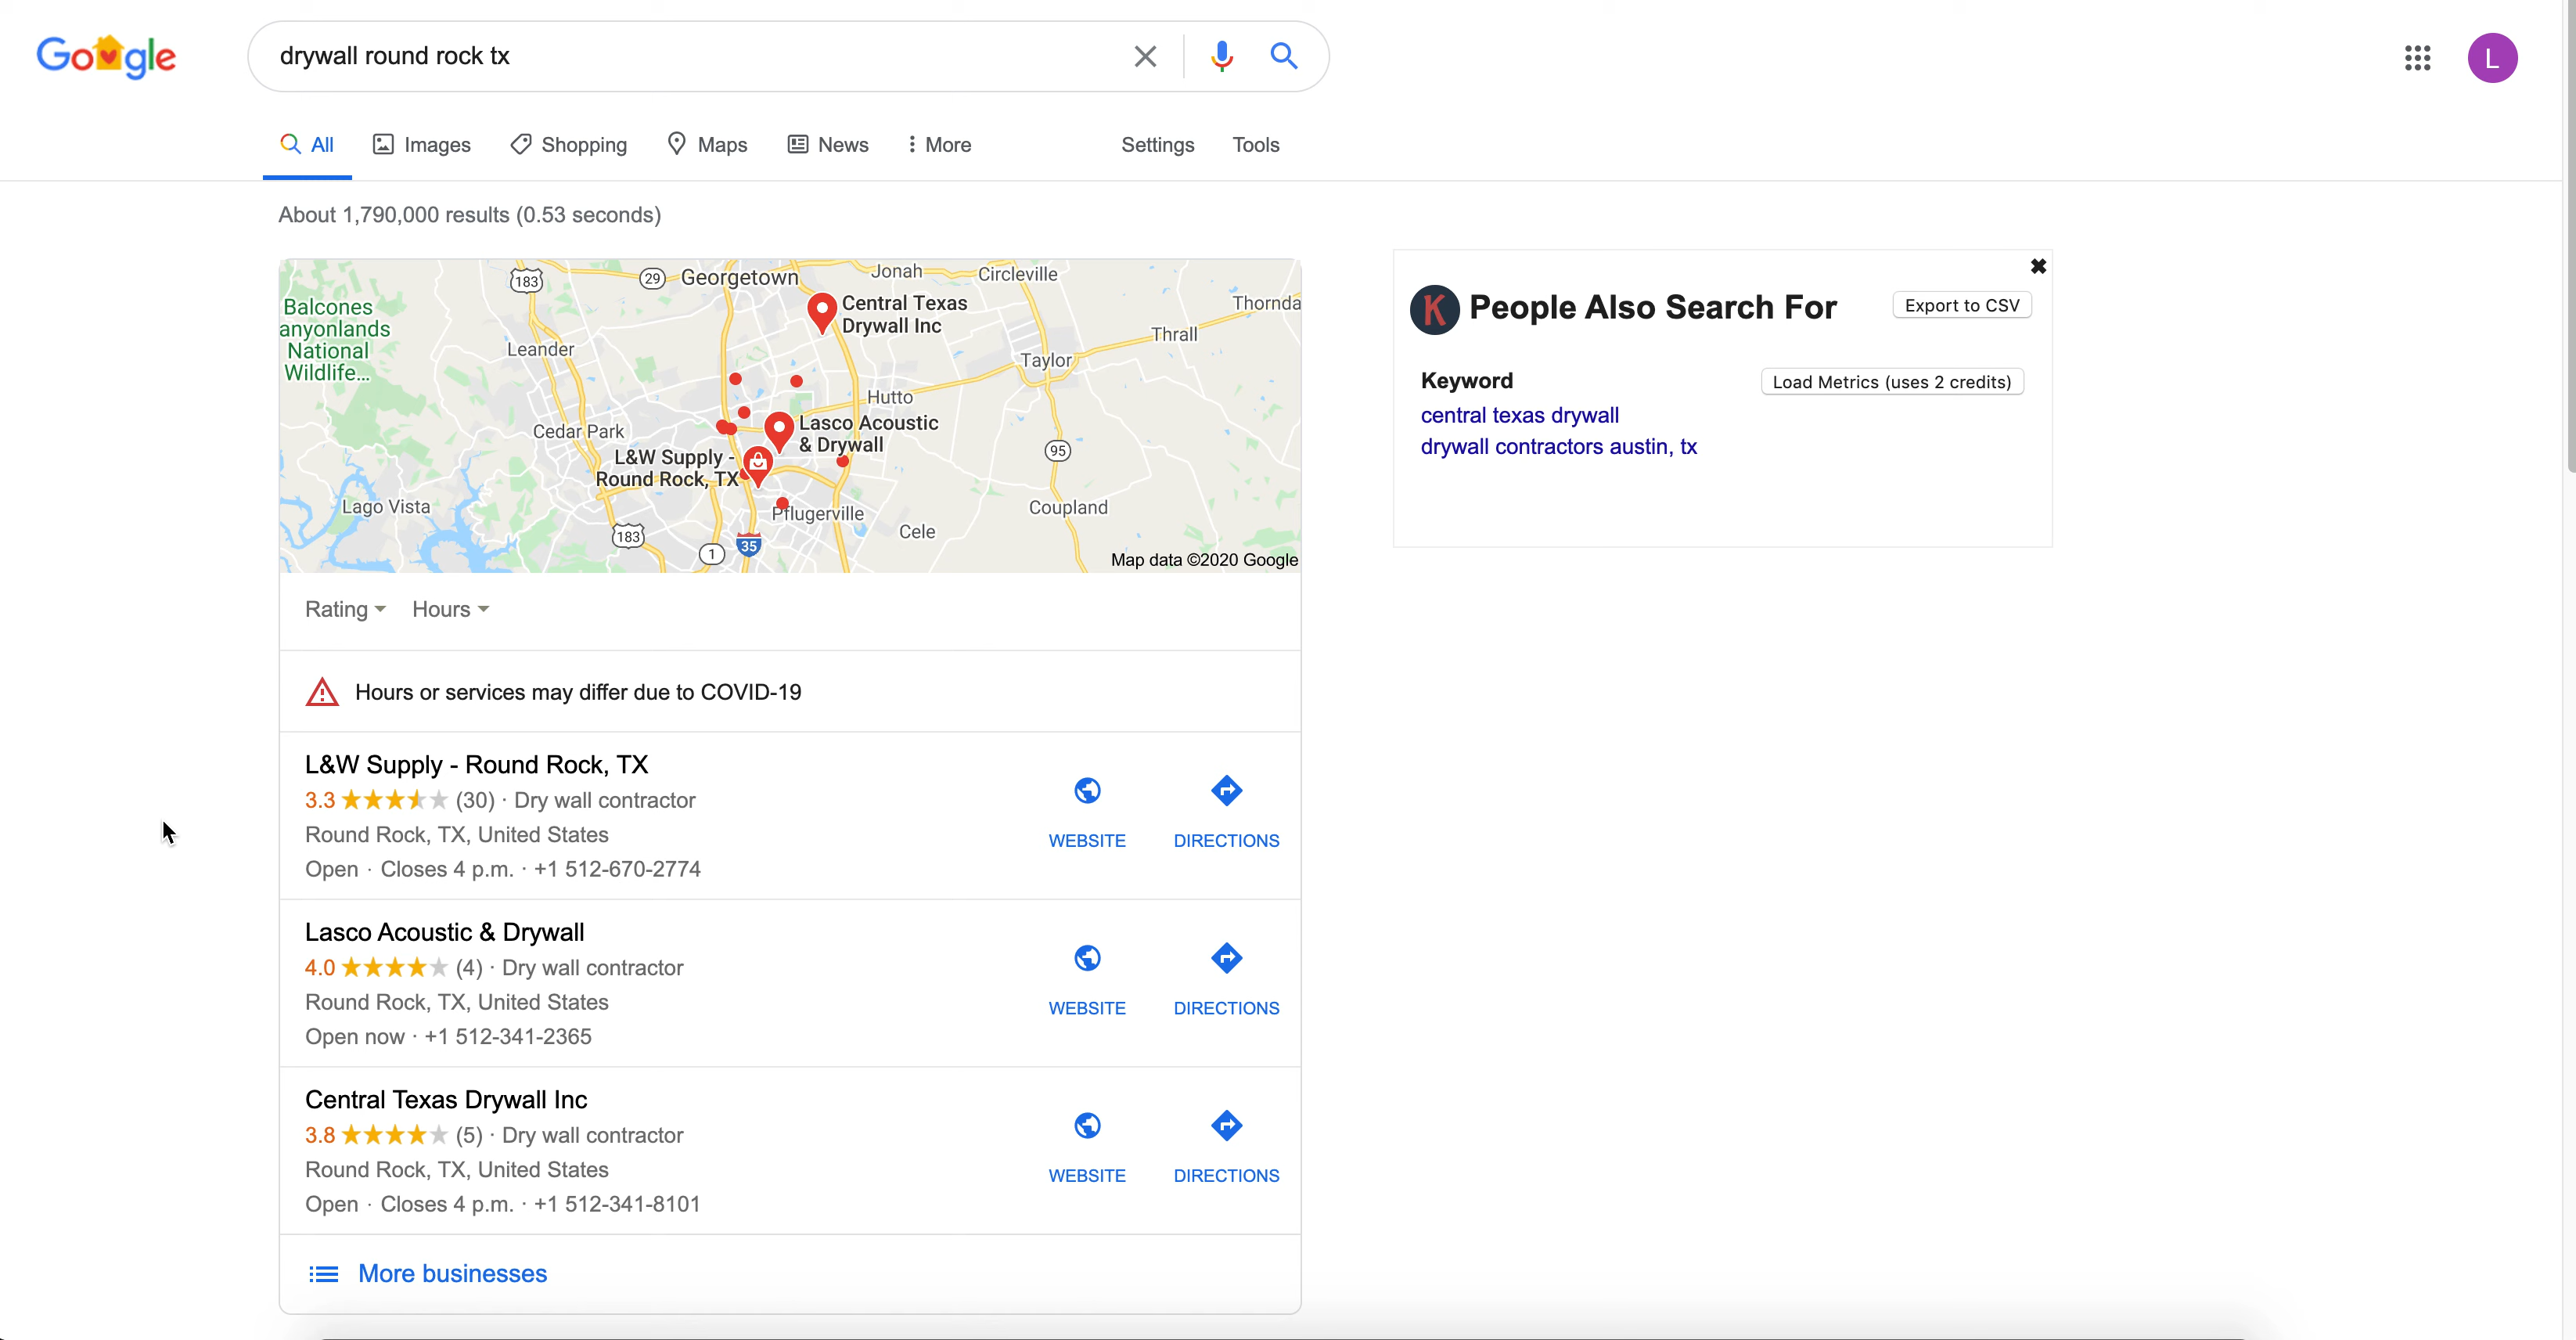 Google
drywall round rock tx
L
All
Images
Shopping
Maps
News
More
Settings
Tools
About 1,790,000 results (0.53 seconds)
183
29
Georgetown
Jonah
Circleville
Balcones
anyonlands
National
Wildlife...
Central Texas
Drywall Inc
Thornda
Thrall
Leander
Taylor
Hutto
Cedar Park
Lasco Acoustic
& Drywall
L&W Supply -
Round Rock, TX
95
Lago Vista
Pflugerville
Coupland
Cele
183
1
35
Map data ©2020 Google
Rating
Hours
Hours or services may differ due to COVID-19
L&W Supply - Round Rock, TX
3.3 (30) · Dry wall contractor
Round Rock, TX, United States
Open · Closes 4 p.m. · +1 512-670-2774
WEBSITE
DIRECTIONS
Lasco Acoustic & Drywall
4.0 (4) · Dry wall contractor
Round Rock, TX, United States
Open now · +1 512-341-2365
WEBSITE
DIRECTIONS
Central Texas Drywall Inc
3.8 (5) · Dry wall contractor
Round Rock, TX, United States
Open · Closes 4 p.m. · +1 512-341-8101
WEBSITE
DIRECTIONS
More businesses
K
People Also Search For
Export to CSV
Keyword
Load Metrics (uses 2 credits)
central texas drywall
drywall contractors austin, tx